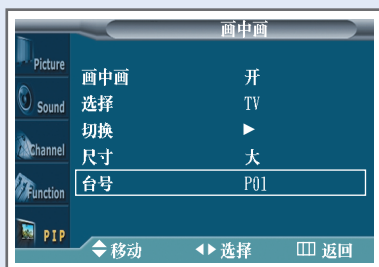 画中画
Picture
Sound
Channel
Function
PIP
画中画 开
选择 TV
切换 ►
尺寸 大
台号 P01
移动 选择 返回